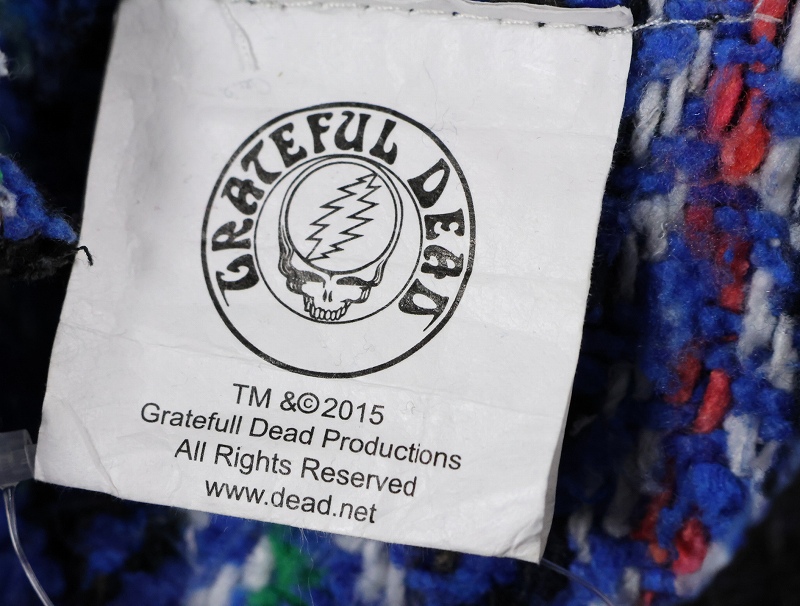 GRATEFUL DEAD
TM &©2015
Gratefull Dead Productions
All Rights Reserved
www.dead.net